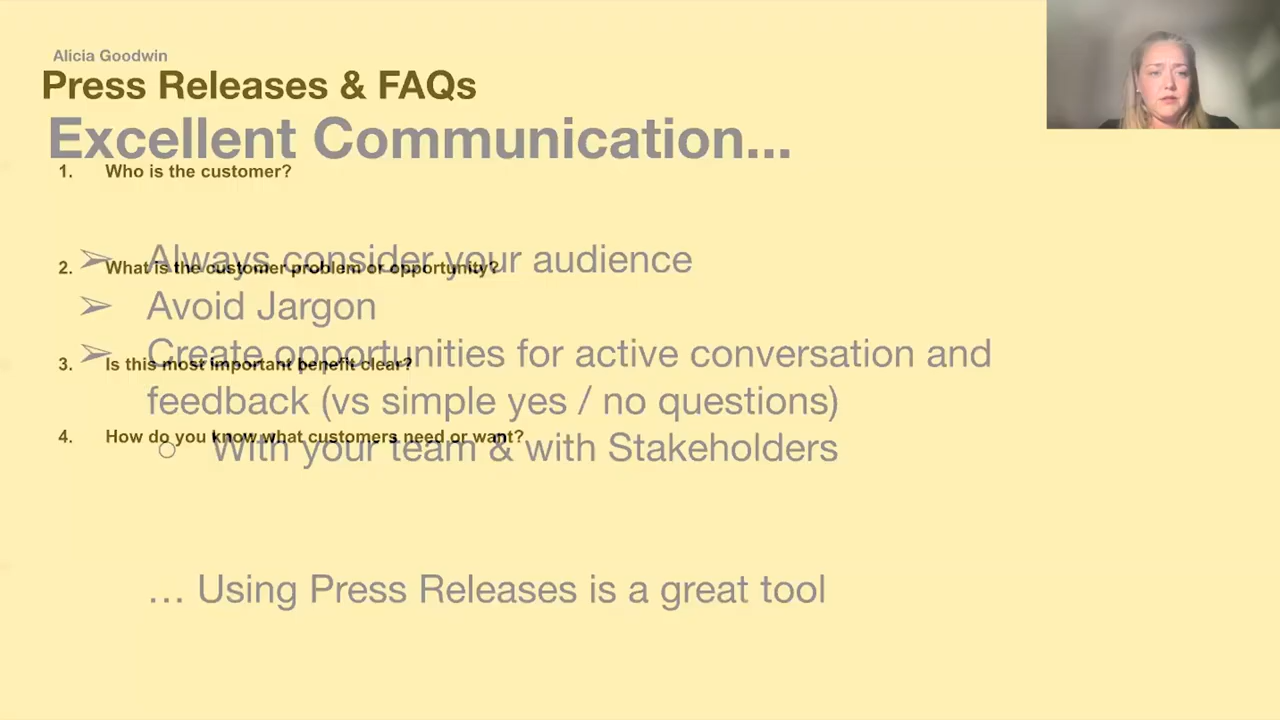 Alicia Goodwin
Press Releases & FAQs
Excellent Communication...
1. Who is the customer?
➢ Always consider your audience
2. What is the customer problem or opportunity?
➢ Avoid Jargon
➢ Create opportunities for active conversation and
3. Is this most important benefit clear?
feedback (vs simple yes / no questions)
4. How do you know what customers need or want?
○ With your team & with Stakeholders
… Using Press Releases is a great tool